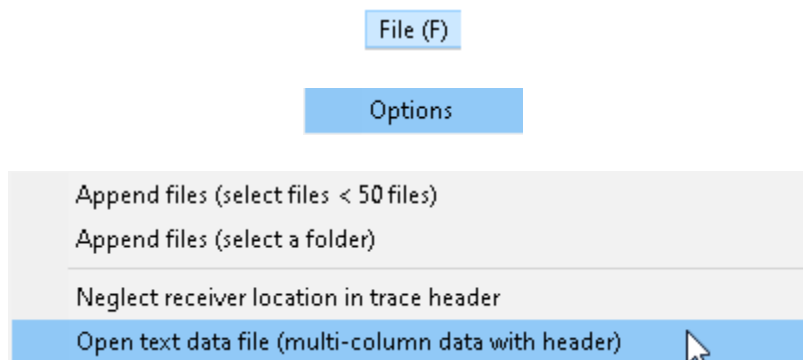 File (F)
Options
Append files (select files < 50 files)
Append files (select a folder)
Neglect receiver location in trace header
Open text data file (multi-column data with header)